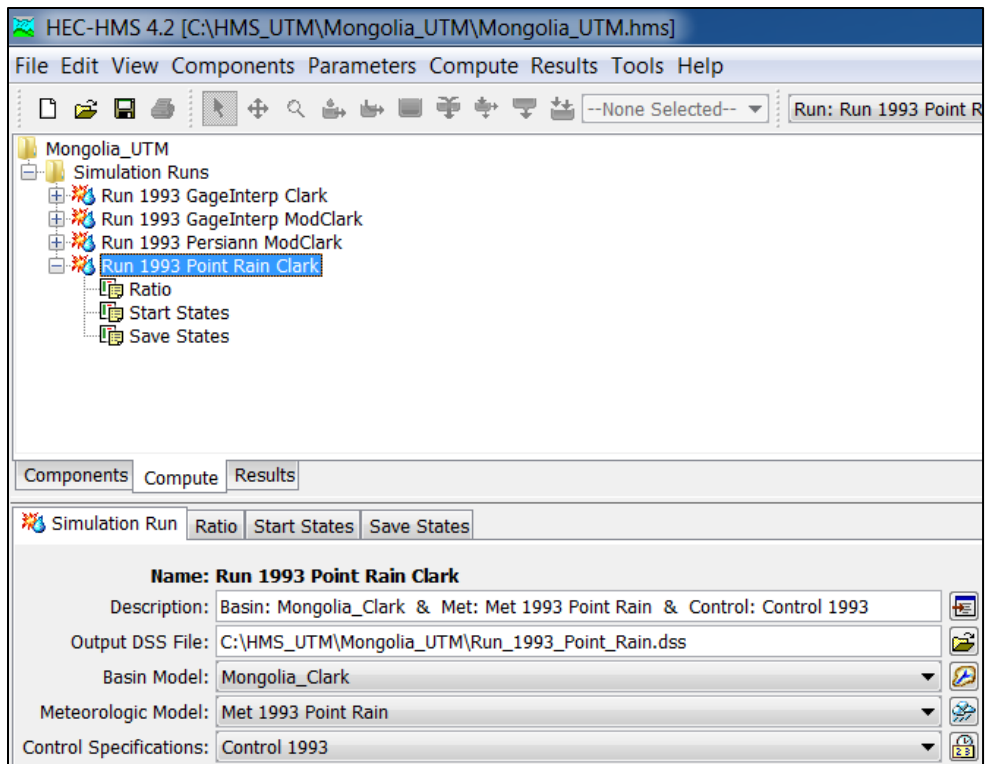 HEC-HMS 4.2 [C:\HMS_UTM\Mongolia_UTM\Mongolia_UTM.hms]
File Edit View Components Parameters Compute Results Tools Help
--None Selected-- Run: Run 1993 Point R
Mongolia_UTM
Simulation Runs
Run 1993 GageInterp Clark
Run 1993 GageInterp ModClark
Run 1993 Persiann ModClark
Run 1993 Point Rain Clark
Ratio
Start States
Save States
Components Compute Results
Simulation Run Ratio Start States Save States
Name: Run 1993 Point Rain Clark
Description: Basin: Mongolia_Clark & Met: Met 1993 Point Rain & Control: Control 1993
Output DSS File: C:\HMS_UTM\Mongolia_UTM\Run_1993_Point_Rain.dss
Basin Model: Mongolia_Clark
Meteorologic Model: Met 1993 Point Rain
Control Specifications: Control 1993